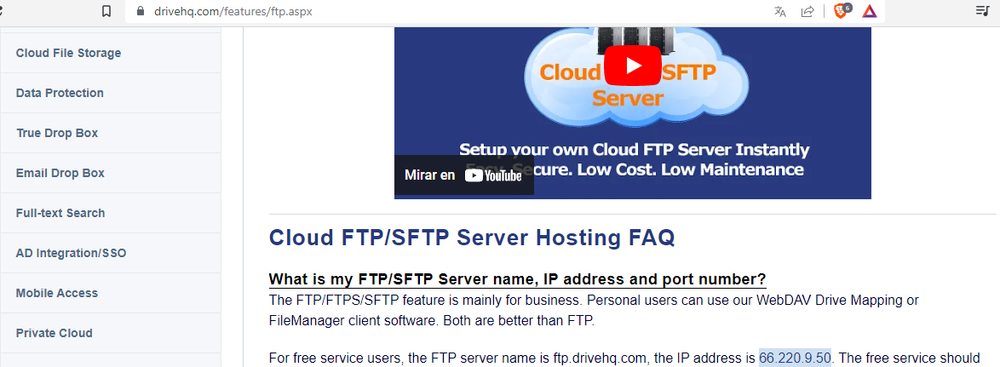 drivehq.com/features/ftp.aspx
6
Cloud File Storage
Data Protection
True Drop Box
Email Drop Box
Full-text Search
AD Integration/SSO
Mobile Access
Private Cloud
Cloud SFTP
Server
Setup your own Cloud FTP Server Instantly
Secure. Low Cost. Low Maintenance
Mirar en YouTube
Cloud FTP/SFTP Server Hosting FAQ
What is my FTP/SFTP Server name, IP address and port number?
The FTP/FTPS/SFTP feature is mainly for business. Personal users can use our WebDAV Drive Mapping or
FileManager client software. Both are better than FTP.
For free service users, the FTP server name is ftp.drivehq.com, the IP address is 66.220.9.50. The free service should